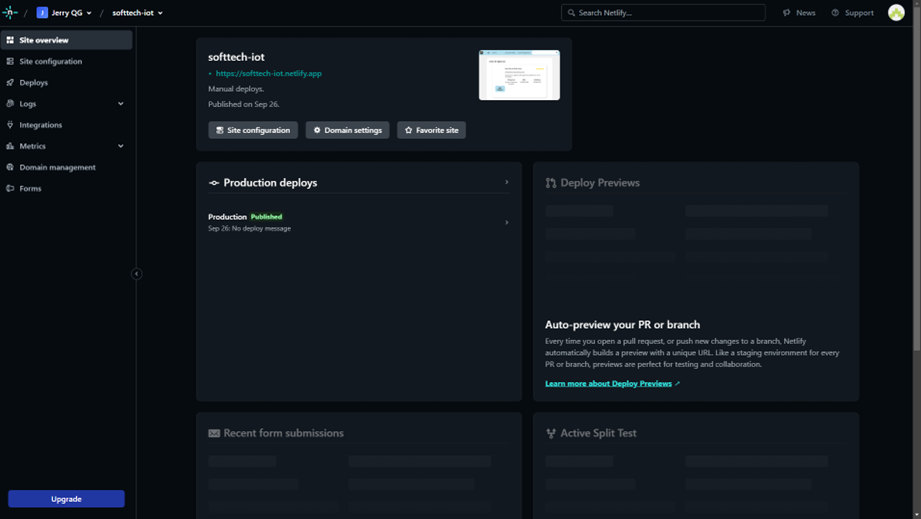 / J Jerry QG / softtech-iot
Search Netlify...
News
Support
Site overview
Site configuration
Deploys
Logs
Integrations
Metrics
Domain management
Forms
Upgrade
softtech-iot
https://softtech-iot.netlify.app
Manual deploys.
Published on Sep 26.
Site configuration
Domain settings
Favorite site
Production deploys
Production Published
Sep 26: No deploy message
Deploy Previews
Auto-preview your PR or branch
Every time you open a pull request, or push new changes to a branch, Netlify
automatically builds a preview with a unique URL. Like a staging environment for every
PR or branch, previews are perfect for testing and collaboration.
Learn more about Deploy Previews
Recent form submissions
Active Split Test